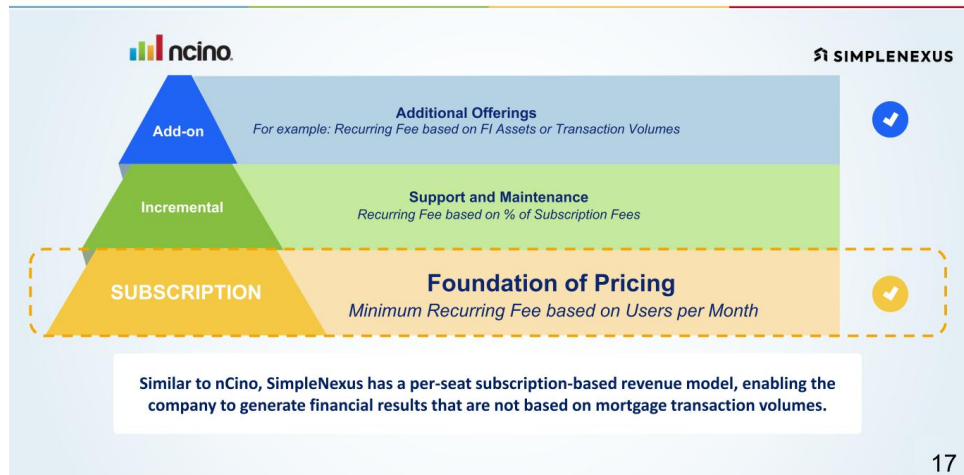 ncino.
SIMPLENEXUS
Add-on
Additional Offerings
For example: Recurring Fee based on FI Assets or Transaction Volumes
Incremental
Support and Maintenance
Recurring Fee based on % of Subscription Fees
SUBSCRIPTION
Foundation of Pricing
Minimum Recurring Fee based on Users per Month
Similar to nCino, SimpleNexus has a per-seat subscription-based revenue model, enabling the
company to generate financial results that are not based on mortgage transaction volumes.
17